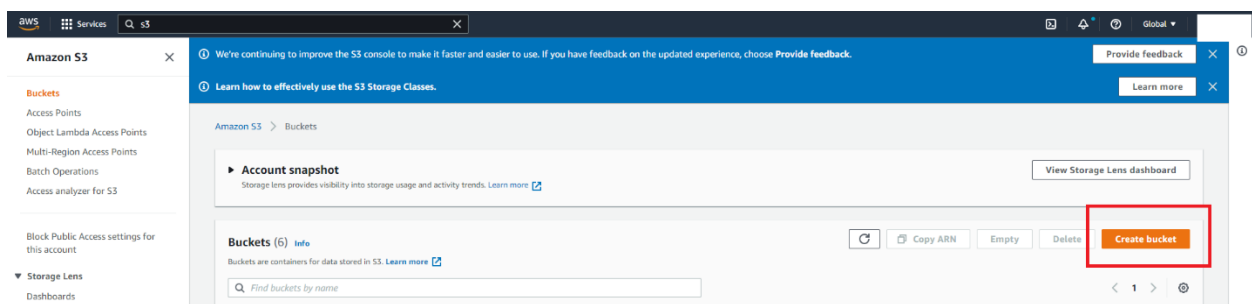 aws Services s3 Global
Amazon S3
Buckets
Access Points
Object Lambda Access Points
Multi-Region Access Points
Batch Operations
Access analyzer for S3
Block Public Access settings for
this account
Storage Lens
Dashboards
We're continuing to improve the S3 console to make it faster and easier to use. If you have feedback on the updated experience, choose Provide feedback. Provide feedback
Learn how to effectively use the S3 Storage Classes. Learn more
Amazon S3 > Buckets
Account snapshot View Storage Lens dashboard
Storage lens provides visibility into storage usage and activity trends. Learn more
Buckets (6) Info Copy ARN Empty Delete Create bucket
Buckets are containers for data stored in S3. Learn more
Find buckets by name < 1 >